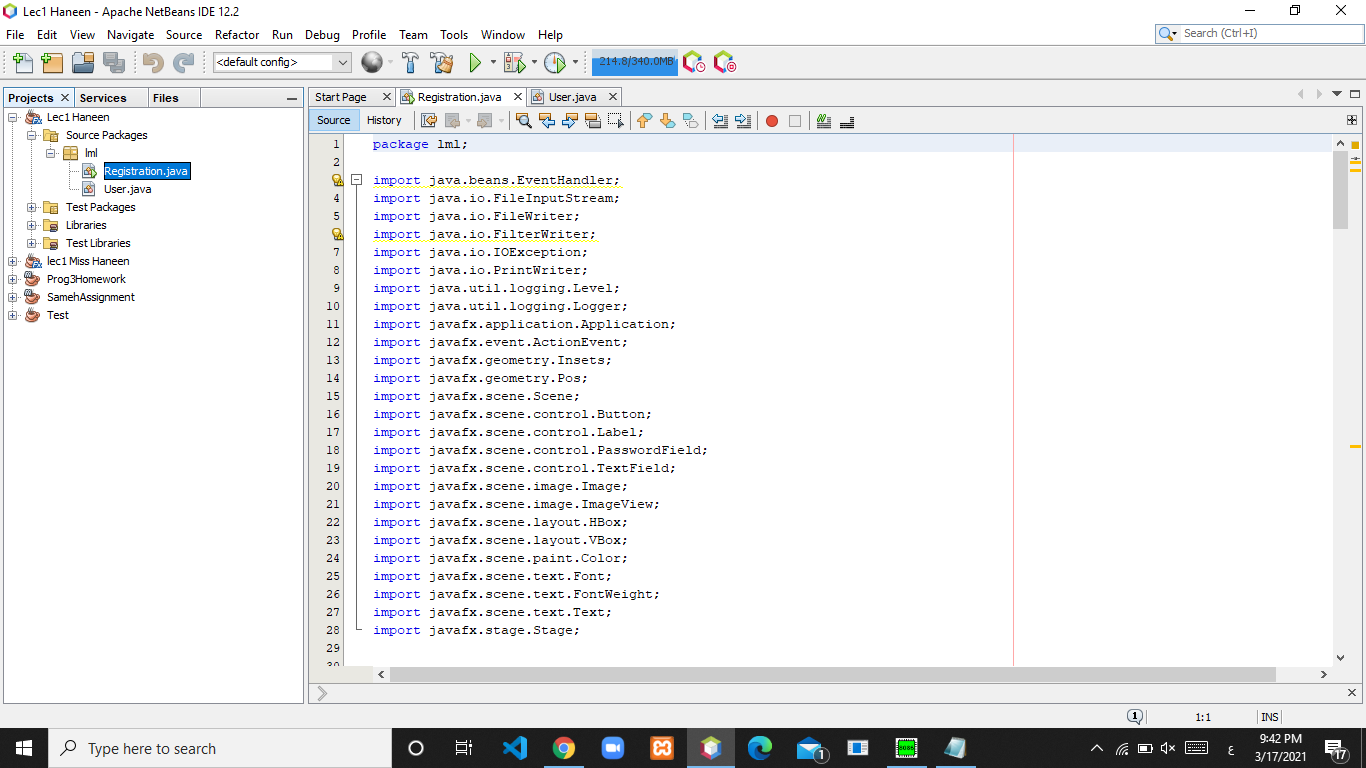 Lec1 Haneen - Apache NetBeans IDE 12.2
File Edit View Navigate Source Refactor Run Debug Profile Team Tools Window Help
Search (Ctrl+I)
<default config>
214.8/340.0MB
Projects Services Files
Lec1 Haneen
Source Packages
lml
Registration.java
User.java
Test Packages
Libraries
Test Libraries
lec1 Miss Haneen
Prog3Homework
SamehAssignment
Test
Start Page Registration.java User.java
Source History
1 package lml;
2
import java.beans.EventHandler;
4 import java.io.FileInputStream;
5 import java.io.FileWriter;
import java.io.FilterWriter;
7 import java.io.IOException;
8 import java.io.PrintWriter;
9 import java.util.logging.Level;
10 import java.util.logging.Logger;
11 import javafx.application.Application;
12 import javafx.event.ActionEvent;
13 import javafx.geometry.Insets;
14 import javafx.geometry.Pos;
15 import javafx.scene.Scene;
16 import javafx.scene.control.Button;
17 import javafx.scene.control.Label;
18 import javafx.scene.control.PasswordField;
19 import javafx.scene.control.TextField;
20 import javafx.scene.image.Image;
21 import javafx.scene.image.ImageView;
22 import javafx.scene.layout.HBox;
23 import javafx.scene.layout.VBox;
24 import javafx.scene.paint.Color;
25 import javafx.scene.text.Font;
26 import javafx.scene.text.FontWeight;
27 import javafx.scene.text.Text;
28 import javafx.stage.Stage;
29
30
1 1:1 INS
Type here to search
1
ع
9:42 PM
3/17/2021
17